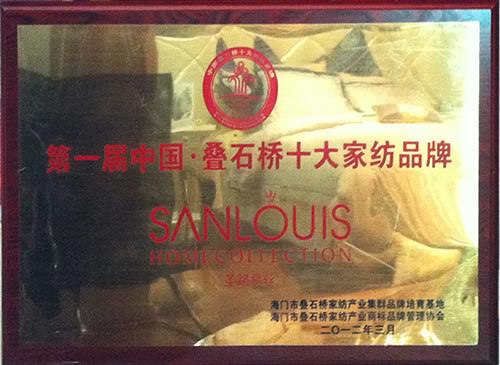 第一届中国·叠石桥十大家纺品牌
SANLOUIS
HOME COLLECTION
海门市叠石桥家纺产业集群品牌培育基地
海门市叠石桥家纺产业商标品牌管理协会
二〇一二年三月